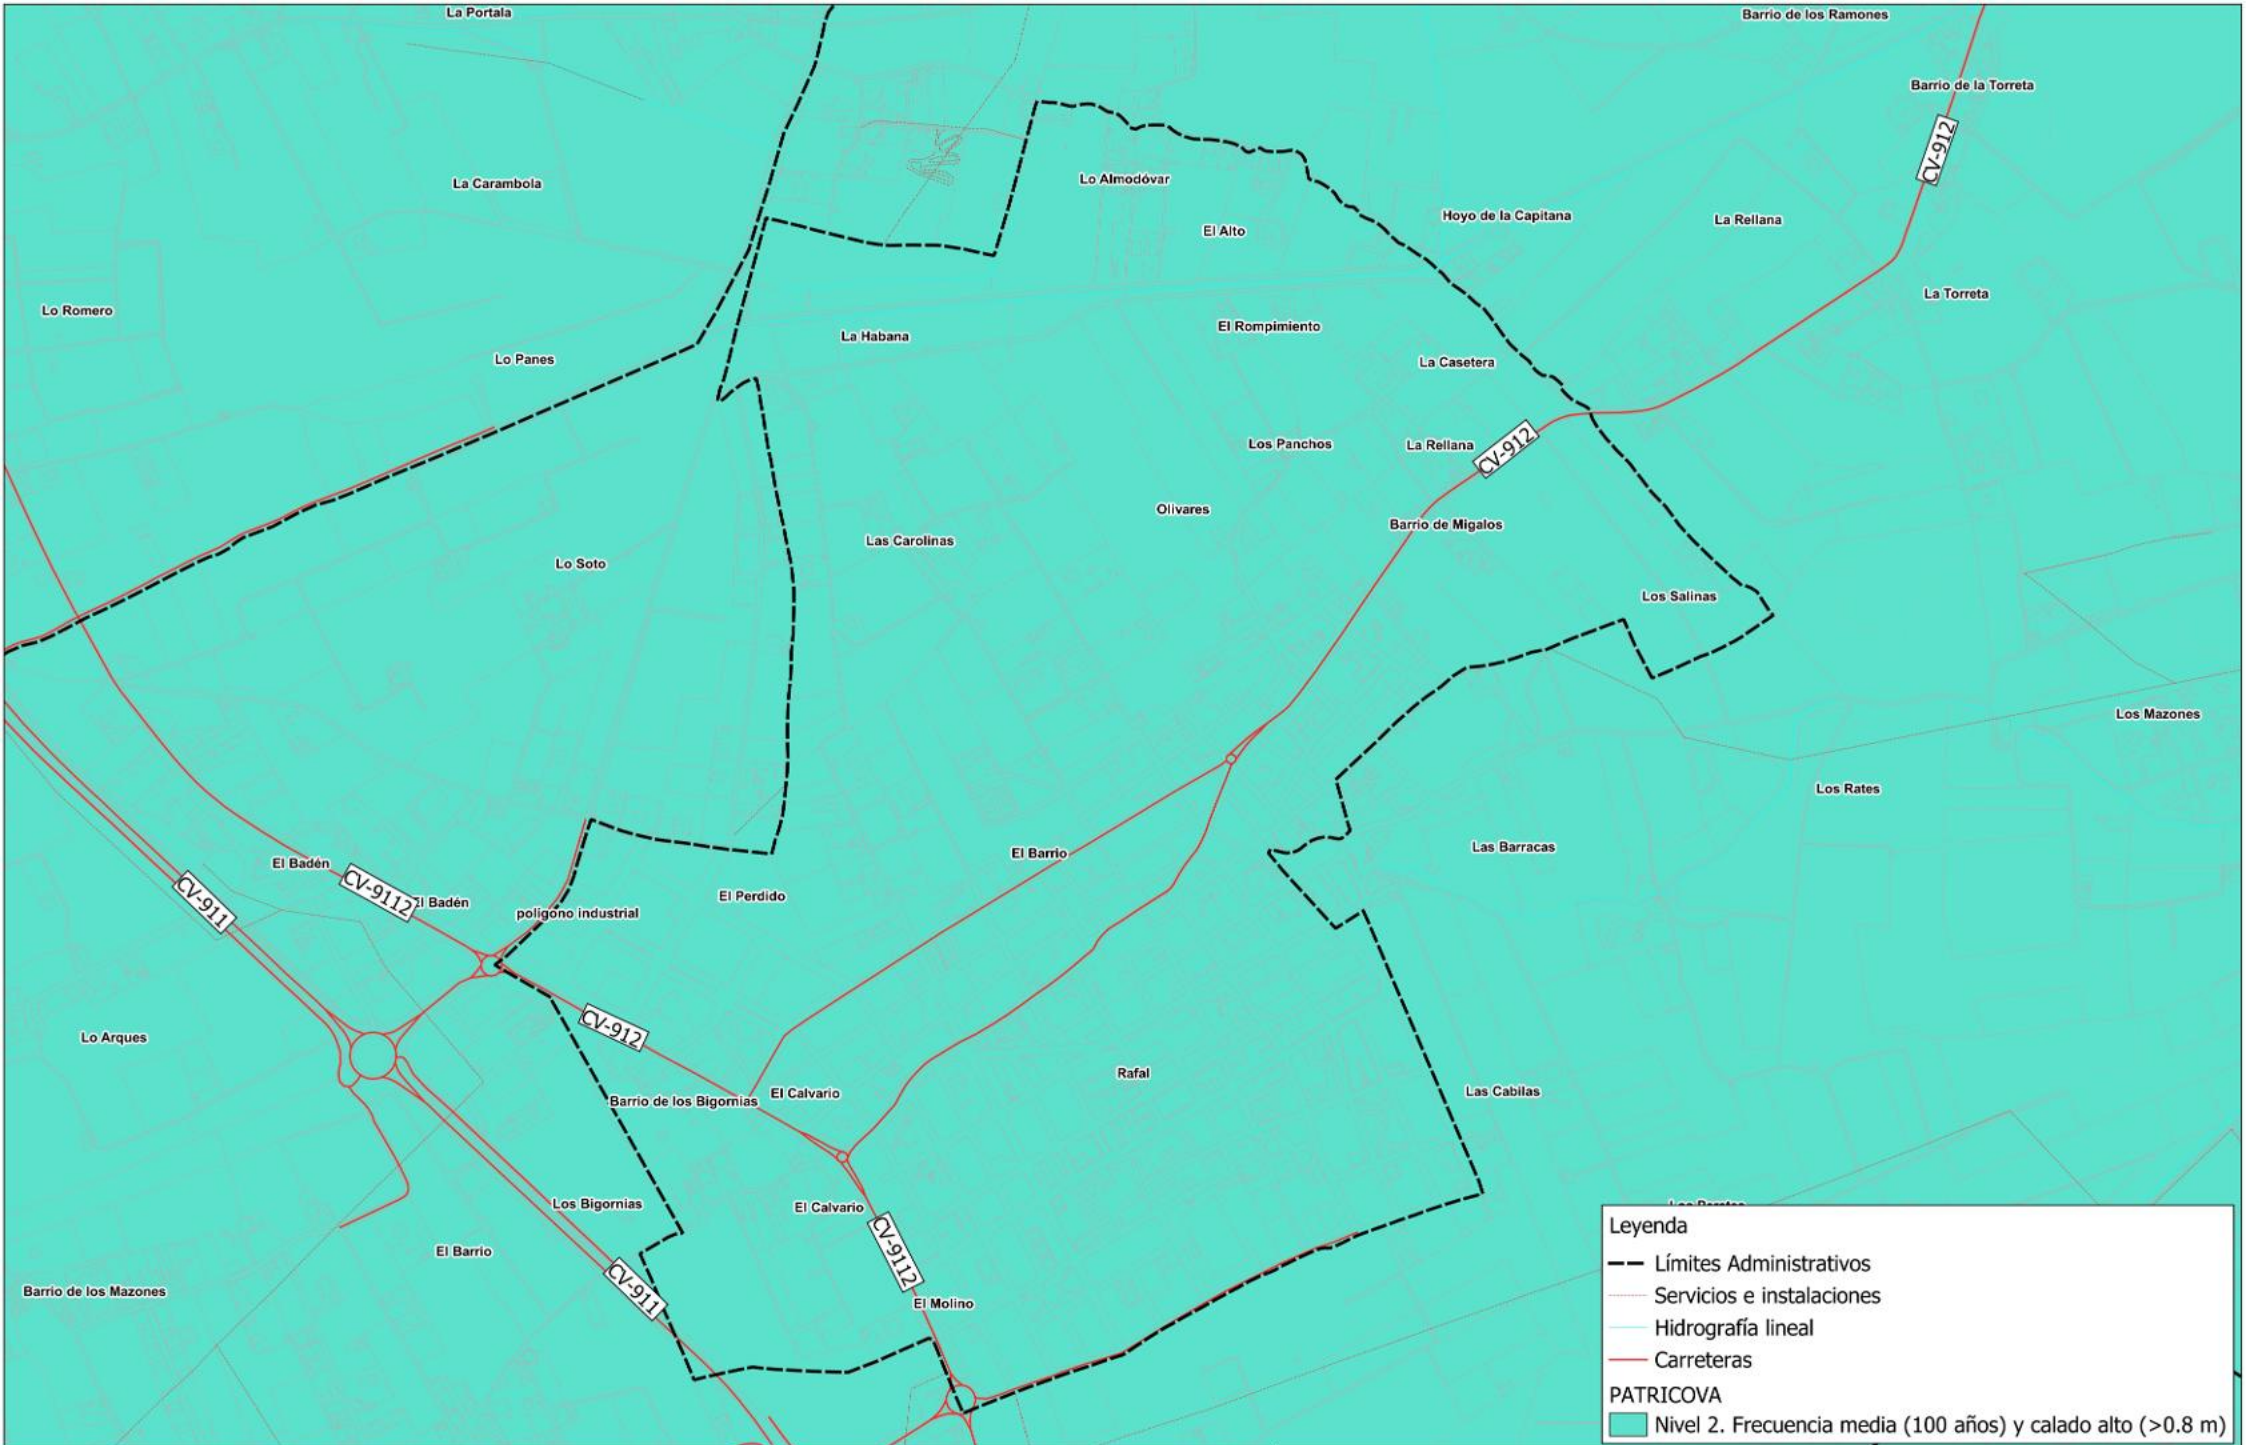 La Portala
Barrio de los Ramones
Barrio de la Torreta
CV-912
La Carambola
Lo Almodóvar
Hoyo de la Capitana
La Rellana
El Alto
La Torreta
Lo Romero
El Rompimiento
La Habana
Lo Panes
La Casetera
Los Panchos
La Rellana
CV-912
Olivares
Barrio de Migalos
Las Carolinas
Lo Soto
Los Salinas
Los Mazones
Los Rates
Las Barracas
El Barrio
El Badén
CV-9112
El Badén
El Perdido
CV-911
polígono industrial
CV-912
Lo Arques
Rafal
El Calvario
Las Cabilas
Barrio de los Bigornias
Los Bigornias
El Calvario
CV-9112
El Barrio
CV-911
Barrio de los Mazones
El Molino
Leyenda
Límites Administrativos
Servicios e instalaciones
Hidrografía lineal
Carreteras
PATRICOVA
Nivel 2. Frecuencia media (100 años) y calado alto (>0.8 m)